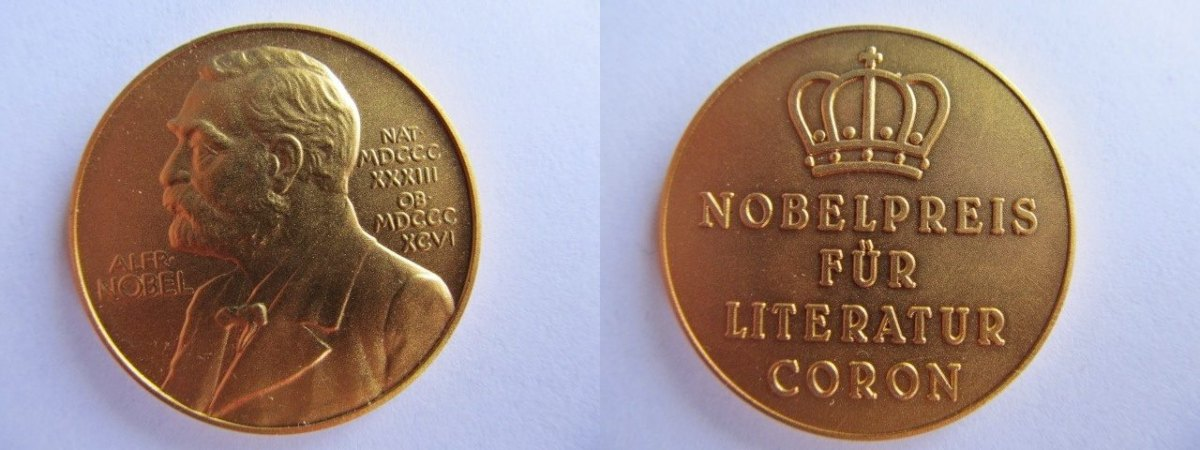 NAT·
MDCCC
XXXIII
OB·
MDCCC
XCVI
ALFR·
NOBEL
NOBELPREIS
FÜR
LITERATUR
CORON